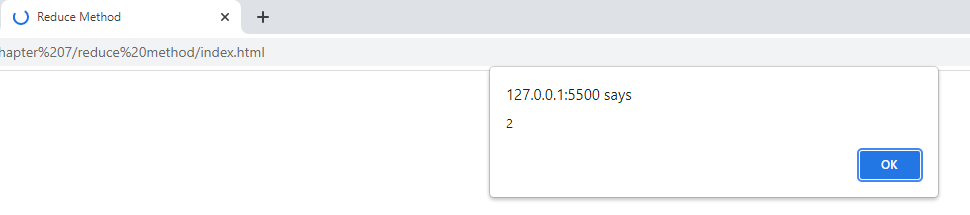 Reduce Method
hapter%207/reduce%20method/index.html
127.0.0.1:5500 says
2
OK